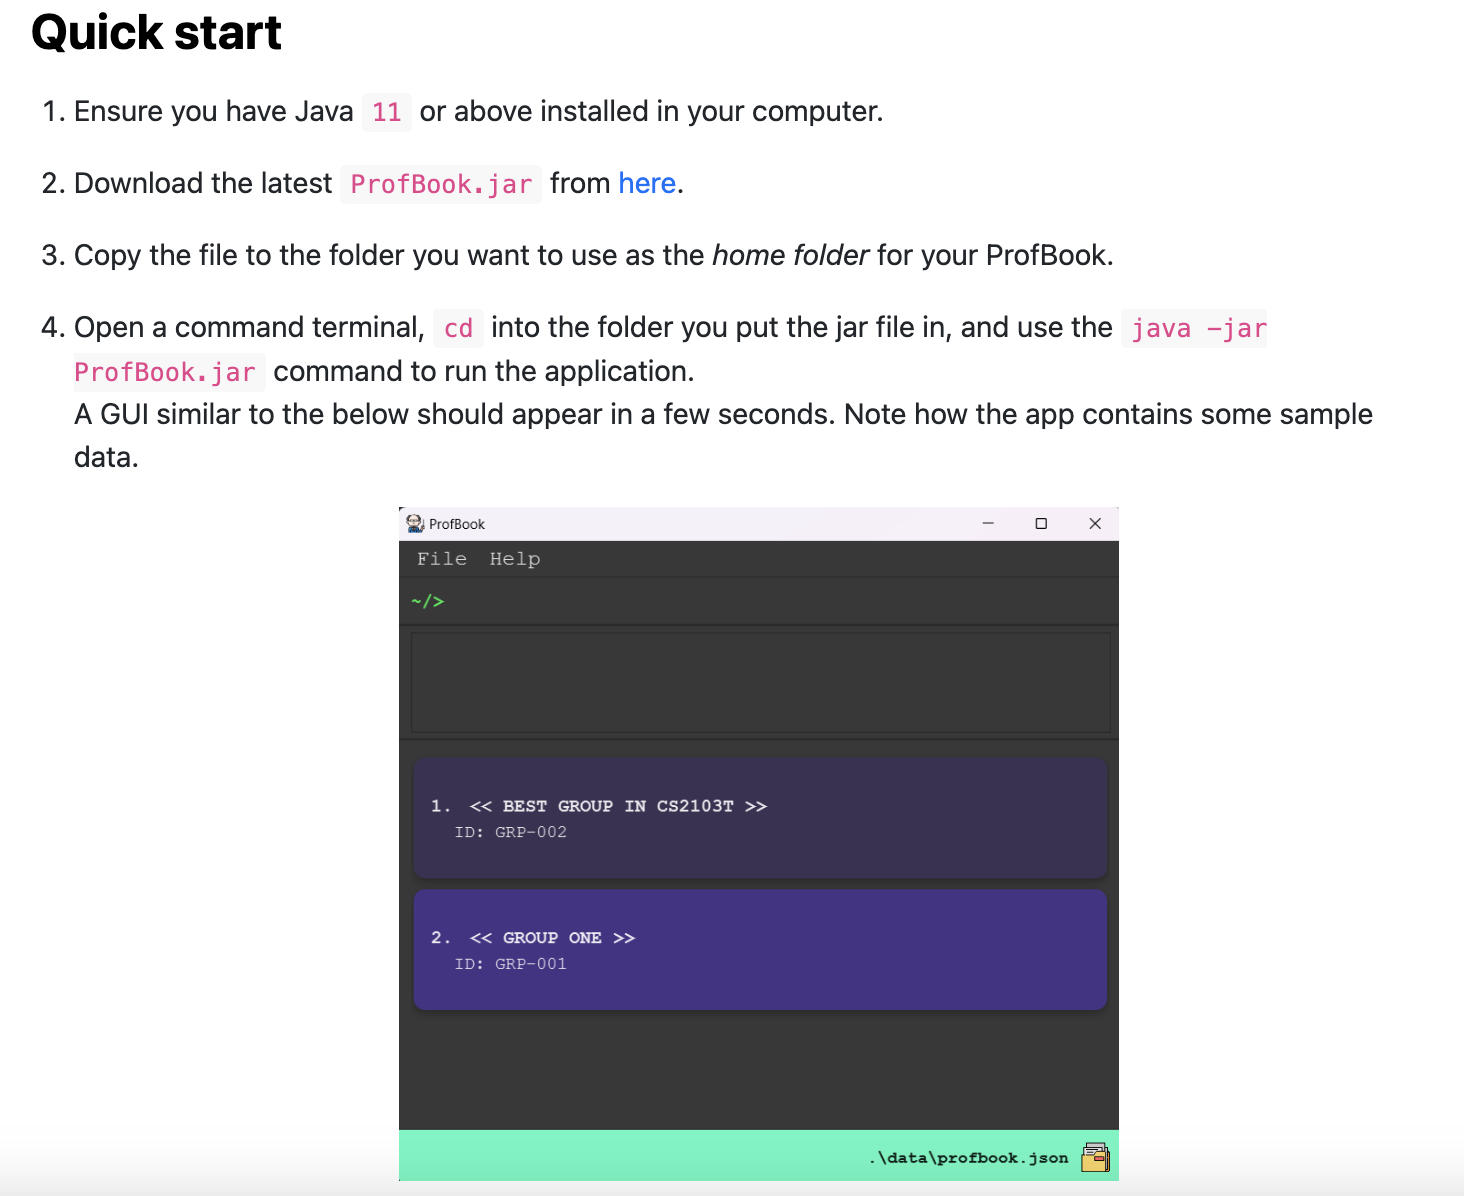 Quick start
1. Ensure you have Java 11 or above installed in your computer.
2. Download the latest ProfBook.jar from here.
3. Copy the file to the folder you want to use as the home folder for your ProfBook.
4. Open a command terminal, cd into the folder you put the jar file in, and use the java -jar
ProfBook.jar command to run the application.
A GUI similar to the below should appear in a few seconds. Note how the app contains some sample
data.
ProfBook
File Help
~/>
1. << BEST GROUP IN CS2103T >>
ID: GRP-002
2. << GROUP ONE >>
ID: GRP-001
.\data\profbook.json